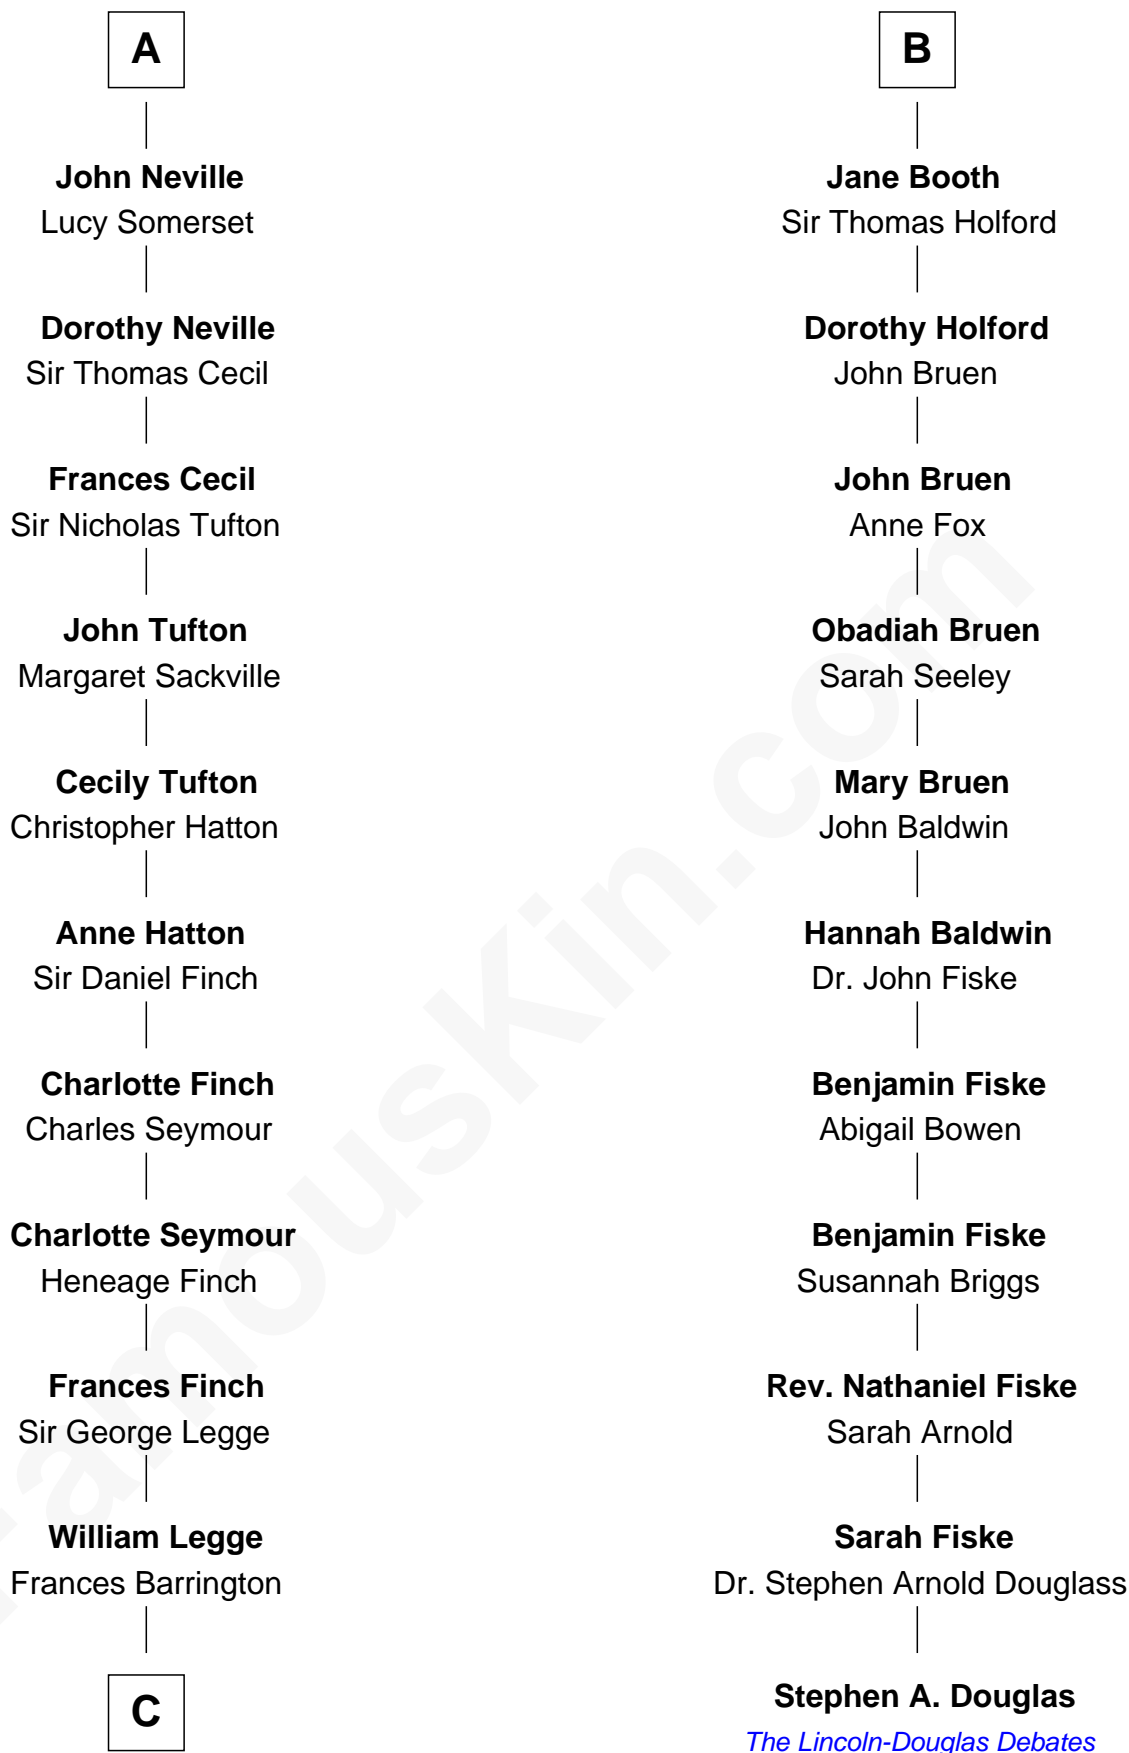 A
John Neville
Lucy Somerset
Dorothy Neville
Sir Thomas Cecil
Frances Cecil
Sir Nicholas Tufton
John Tufton
Margaret Sackville
Cecily Tufton
Christopher Hatton
Anne Hatton
Sir Daniel Finch
Charlotte Finch
Charles Seymour
Charlotte Seymour
Heneage Finch
Frances Finch
Sir George Legge
William Legge
Frances Barrington
C
B
Jane Booth
Sir Thomas Holford
Dorothy Holford
John Bruen
John Bruen
Anne Fox
Obadiah Bruen
Sarah Seeley
Mary Bruen
John Baldwin
Hannah Baldwin
Dr. John Fiske
Benjamin Fiske
Abigail Bowen
Benjamin Fiske
Susannah Briggs
Rev. Nathaniel Fiske
Sarah Arnold
Sarah Fiske
Dr. Stephen Arnold Douglass
Stephen A. Douglas
The Lincoln-Douglas Debates
FamousKin.com